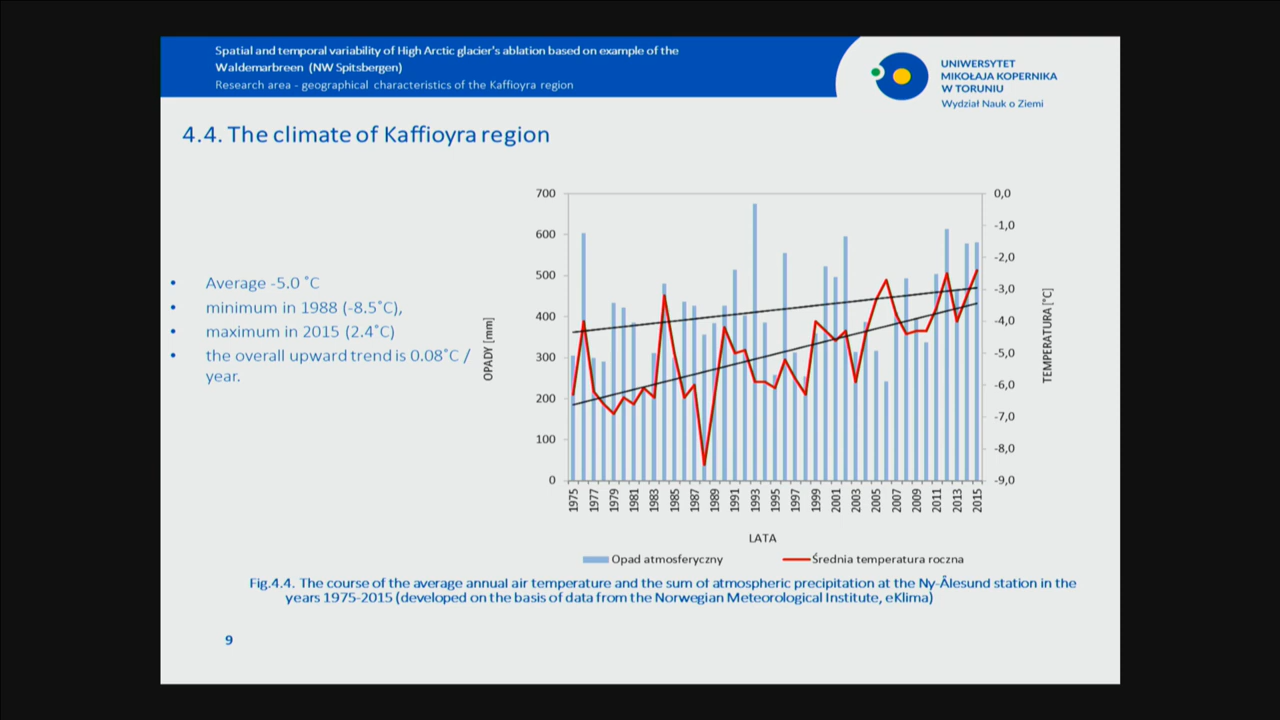 Spatial and temporal variability of High Arctic glacier's ablation based on example of the
Waldemarbreen (NW Spitsbergen)
Research area - geographical characteristics of the Kaffioyra region
UNIWERSYTET
MIKOŁAJA KOPERNIKA
W TORUNIU
Wydział Nauk o Ziemi
4.4. The climate of Kaffioyra region
• Average -5.0 ˚C
• minimum in 1988 (-8.5˚C),
• maximum in 2015 (2.4˚C)
• the overall upward trend is 0.08˚C /
year.
OPADY [mm]
700
600
500
400
300
200
100
0
0,0
-1,0
-2,0
-3,0
-4,0
-5,0
-6,0
-7,0
-8,0
-9,0
TEMPERATURA [°C]
1975 1977 1979 1981 1983 1985 1987 1989 1991 1993 1995 1997 1999 2001 2003 2005 2007 2009 2011 2013 2015
LATA
Opad atmosferyczny
Średnia temperatura roczna
Fig.4.4. The course of the average annual air temperature and the sum of atmospheric precipitation at the Ny-Ålesund station in the
years 1975-2015 (developed on the basis of data from the Norwegian Meteorological Institute, eKlima)
9